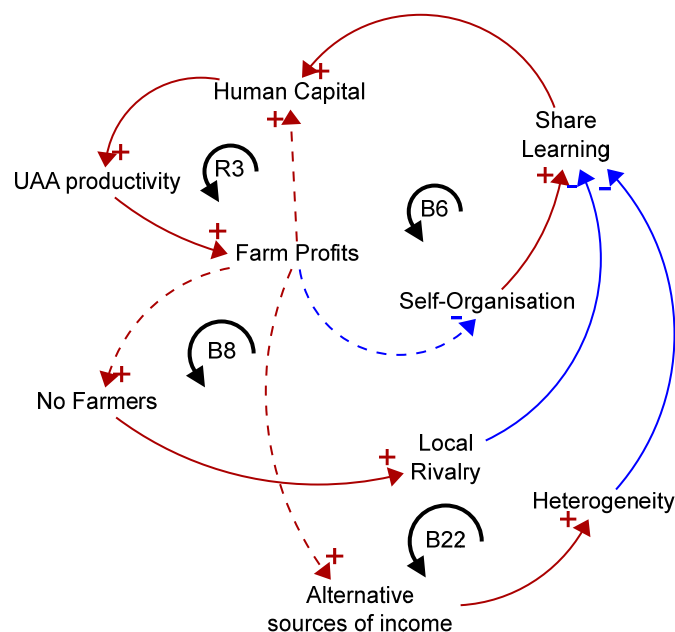 Human Capital
Share
Learning
UAA productivity
R3
B6
Farm Profits
Self-Organisation
B8
No Farmers
Local
Rivalry
Heterogeneity
B22
Alternative
sources of income
+
+
+
+
+
+
+
+
+
+
-
-
-